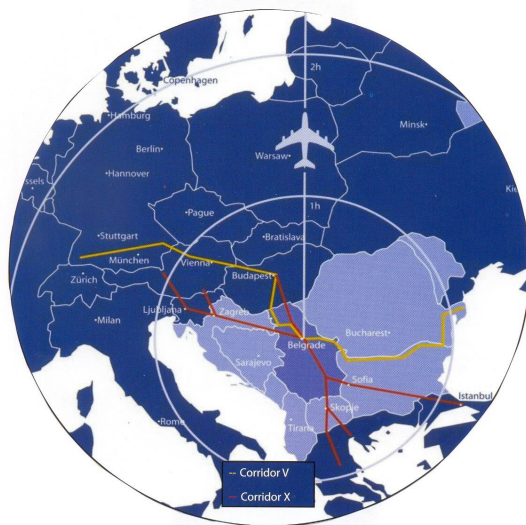 2h
Copenhagen
Hamburg
Minsk
Berlin
Warsaw
Hannover
ssels
Kie
1h
Pague
Stuttgart
Bratislava
München
Vienna
Zürich
Budapest
Ljubljana
Zagreb
Milan
Bucharest
Belgrade
Sarajevo
Sofia
Istanbul
Skopje
Rome
Tirana
Corridor V
Corridor X